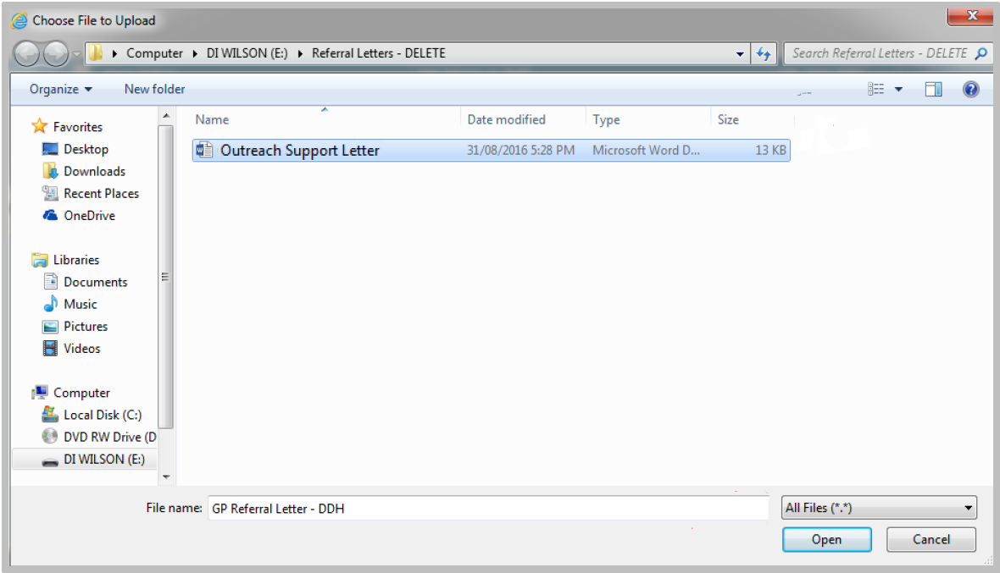 Choose File to Upload
X
Computer ▸ DI WILSON (E:) ▸ Referral Letters - DELETE
Search Referral Letters - DELETE
Organize New folder
Name Date modified Type Size
Outreach Support Letter 31/08/2016 5:28 PM Microsoft Word D... 13 KB
Favorites
Desktop
Downloads
Recent Places
OneDrive
Libraries
Documents
Music
Pictures
Videos
Computer
Local Disk (C:)
DVD RW Drive (D
DI WILSON (E:)
File name: GP Referral Letter - DDH All Files (*.*)
Open Cancel